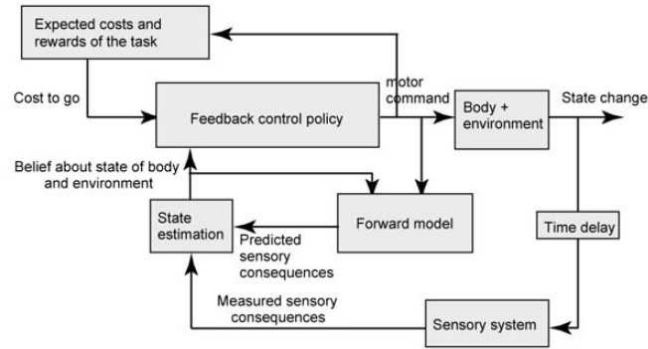 Expected costs and
rewards of the task
Cost to go
Feedback control policy
motor
command
Body +
environment
State change
Belief about state of body
and environment
State
estimation
Forward model
Time delay
Predicted
sensory
consequences
Measured sensory
consequences
Sensory system